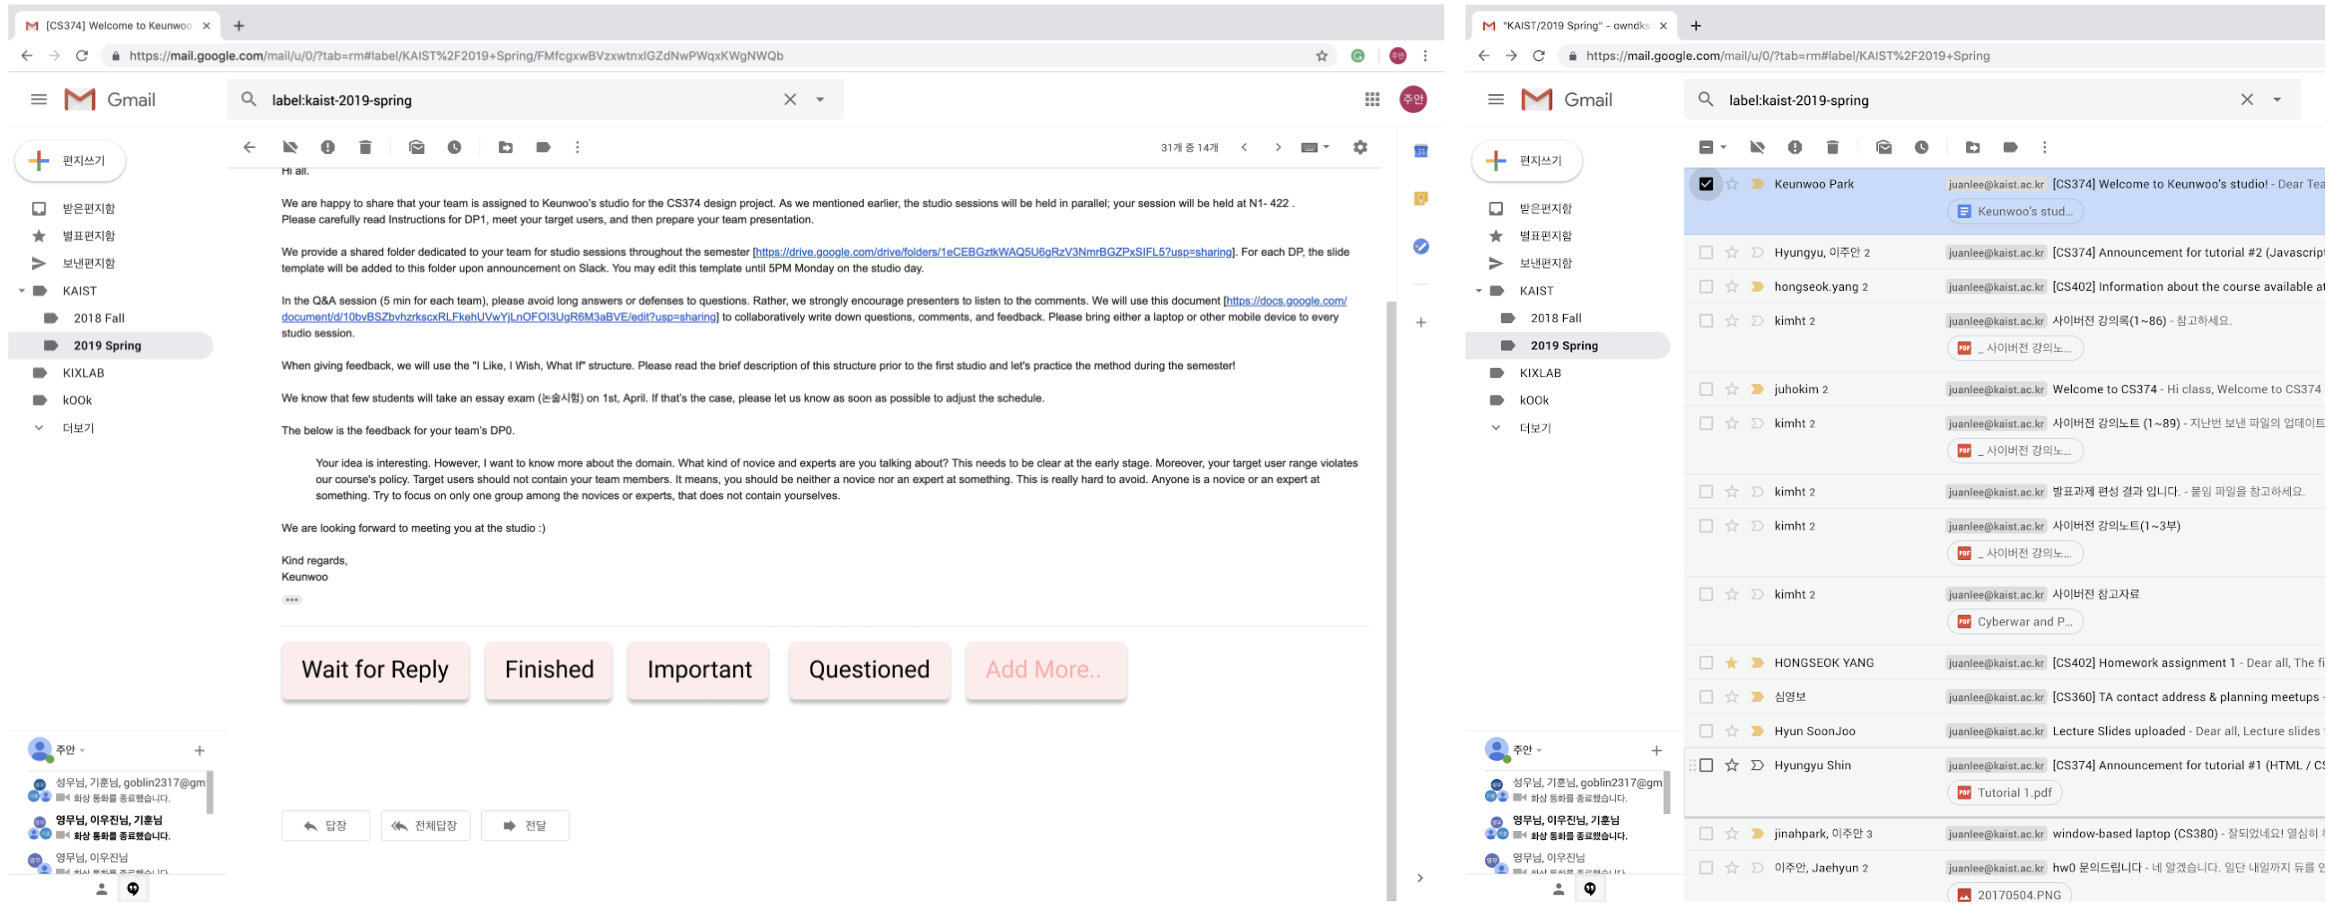 [CS374] Welcome to Keunwoo'
https://mail.google.com/mail/u/0/?tab=rm#label/KAIST%2F2019+Spring/FMfcgxwBVzxwtnxlGZdNwPWqxKWgNWQb
주안
Gmail
label:kaist-2019-spring
주안
편지쓰기
31개 중 14개
31
받은편지함
별표편지함
보낸편지함
KAIST
2018 Fall
2019 Spring
KIXLAB
kOOk
더보기
Hi all.
We are happy to share that your team is assigned to Keunwoo's studio for the CS374 design project. As we mentioned earlier, the studio sessions will be held in parallel; your session will be held at N1- 422 .
Please carefully read Instructions for DP1, meet your target users, and then prepare your team presentation.
We provide a shared folder dedicated to your team for studio sessions throughout the semester [https://drive.google.com/drive/folders/1eCEBGztkWAQ5U6gRzV3NmrBGZPxSIFL5?usp=sharing]. For each DP, the slide
template will be added to this folder upon announcement on Slack. You may edit this template until 5PM Monday on the studio day.
In the Q&A session (5 min for each team), please avoid long answers or defenses to questions. Rather, we strongly encourage presenters to listen to the comments. We will use this document [https://docs.google.com/
document/d/10bvBSZbvhzrkscxRLFkehUVwYjLnOFOI3UgR6M3aBVE/edit?usp=sharing] to collaboratively write down questions, comments, and feedback. Please bring either a laptop or other mobile device to every
studio session.
When giving feedback, we will use the "I Like, I Wish, What If" structure. Please read the brief description of this structure prior to the first studio and let's practice the method during the semester!
We know that few students will take an essay exam (논술시험) on 1st, April. If that's the case, please let us know as soon as possible to adjust the schedule.
The below is the feedback for your team's DP0.
Your idea is interesting. However, I want to know more about the domain. What kind of novice and experts are you talking about? This needs to be clear at the early stage. Moreover, your target user range violates
our course's policy. Target users should not contain your team members. It means, you should be neither a novice nor an expert at something. This is really hard to avoid. Anyone is a novice or an expert at
something. Try to focus on only one group among the novices or experts, that does not contain yourselves.
We are looking forward to meeting you at the studio :)
Kind regards,
Keunwoo
Wait for Reply
Finished
Important
Questioned
Add More..
답장
전체답장
전달
주안
성우님, 기훈님, goblin2317@gm
화상 통화를 종료했습니다.
영무님, 이우진님, 기훈님
화상 통화를 종료했습니다.
영무님, 이우진님
화상 통화를 종료했습니다.
"KAIST/2019 Spring" - owndks
https://mail.google.com/mail/u/0/?tab=rm#label/KAIST%2F2019+Spring
Gmail
label:kaist-2019-spring
편지쓰기
받은편지함
별표편지함
보낸편지함
KAIST
2018 Fall
2019 Spring
KIXLAB
kOOk
더보기
Keunwoo Park juanlee@kaist.ac.kr [CS374] Welcome to Keunwoo's studio! - Dear Tea
Keunwoo's stud...
Hyungyu, 이주안 2 juanlee@kaist.ac.kr [CS374] Announcement for tutorial #2 (Javascript
hongseok.yang 2 juanlee@kaist.ac.kr [CS402] Information about the course available at
kimht 2 juanlee@kaist.ac.kr 사이버전 강의록(1~86) - 참고하세요.
PDF _ 사이버전 강의노...
juhokim 2 juanlee@kaist.ac.kr Welcome to CS374 - Hi class, Welcome to CS374
kimht 2 juanlee@kaist.ac.kr 사이버전 강의노트 (1~89) - 지난번 보낸 파일의 업데이트
PDF _ 사이버전 강의노...
kimht 2 juanlee@kaist.ac.kr 발표과제 편성 결과 입니다. - 붙임 파일을 참고하세요.
kimht 2 juanlee@kaist.ac.kr 사이버전 강의노트(1~3부)
PDF _ 사이버전 강의노...
kimht 2 juanlee@kaist.ac.kr 사이버전 참고자료
PDF Cyberwar and P...
HONGSEOK YANG juanlee@kaist.ac.kr [CS402] Homework assignment 1 - Dear all, The fi
심영보 juanlee@kaist.ac.kr [CS360] TA contact address & planning meetups -
Hyun SoonJoo juanlee@kaist.ac.kr Lecture Slides uploaded - Dear all, Lecture slides
Hyungyu Shin juanlee@kaist.ac.kr [CS374] Announcement for tutorial #1 (HTML / CS
PDF Tutorial 1.pdf
jinahpark, 이주안 3 juanlee@kaist.ac.kr window-based laptop (CS380) - 잘되었네요! 열심히
이주안, Jaehyun 2 juanlee@kaist.ac.kr hw0 문의드립니다 - 네 알겠습니다. 일단 내일까지 듀를 연
20170504.PNG
주안
성우님, 기훈님, goblin2317@gm
화상 통화를 종료했습니다.
영무님, 이우진님, 기훈님
화상 통화를 종료했습니다.
영무님, 이우진님
화상 통화를 종료했습니다.